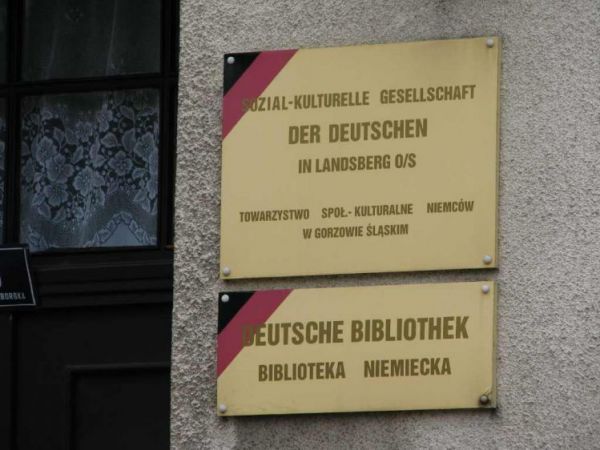 SOZIAL-KULTURELLE GESELLSCHAFT
DER DEUTSCHEN
IN LANDSBERG O/S
TOWARZYSTWO SPOŁ.- KULTURALNE NIEMCÓW
W GORZOWIE ŚLĄSKIM
DEUTSCHE BIBLIOTHEK
BIBLIOTEKA NIEMIECKA